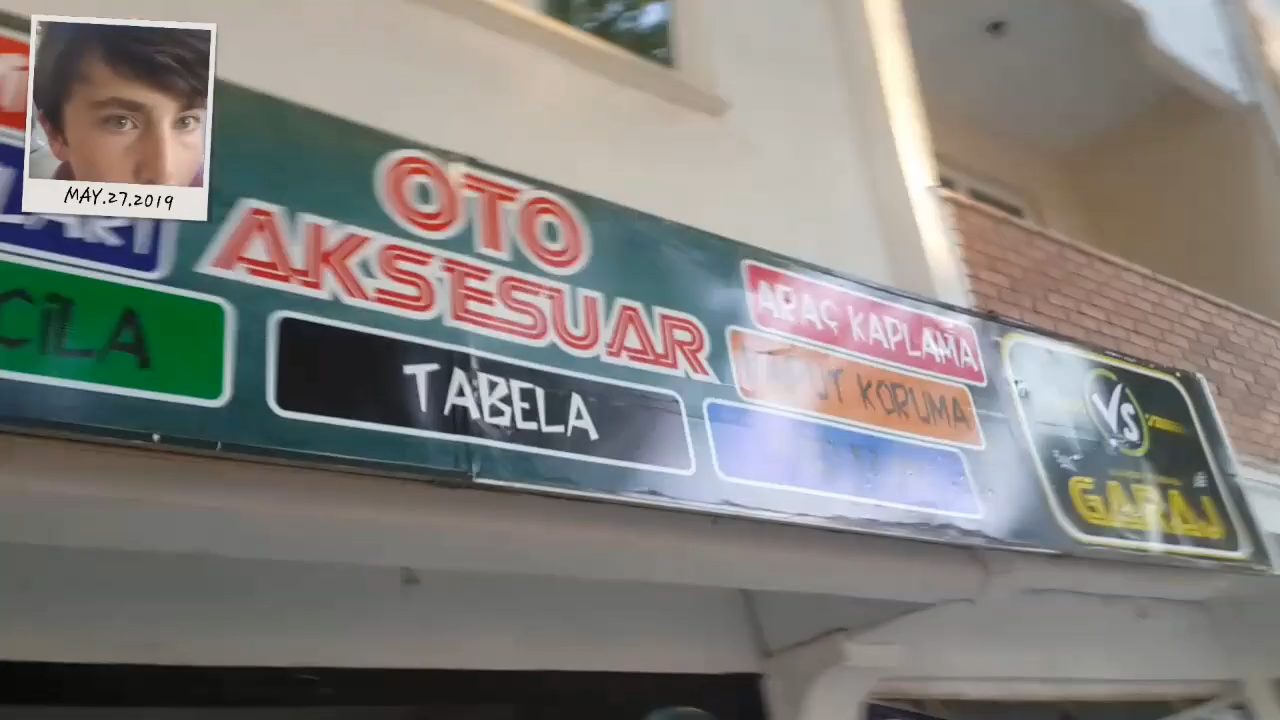 MAY.27.2019
CİLA
OTO
AKSESUAR
TABELA
ARAÇ KAPLAMA
KORUMA
VS
GARAJ